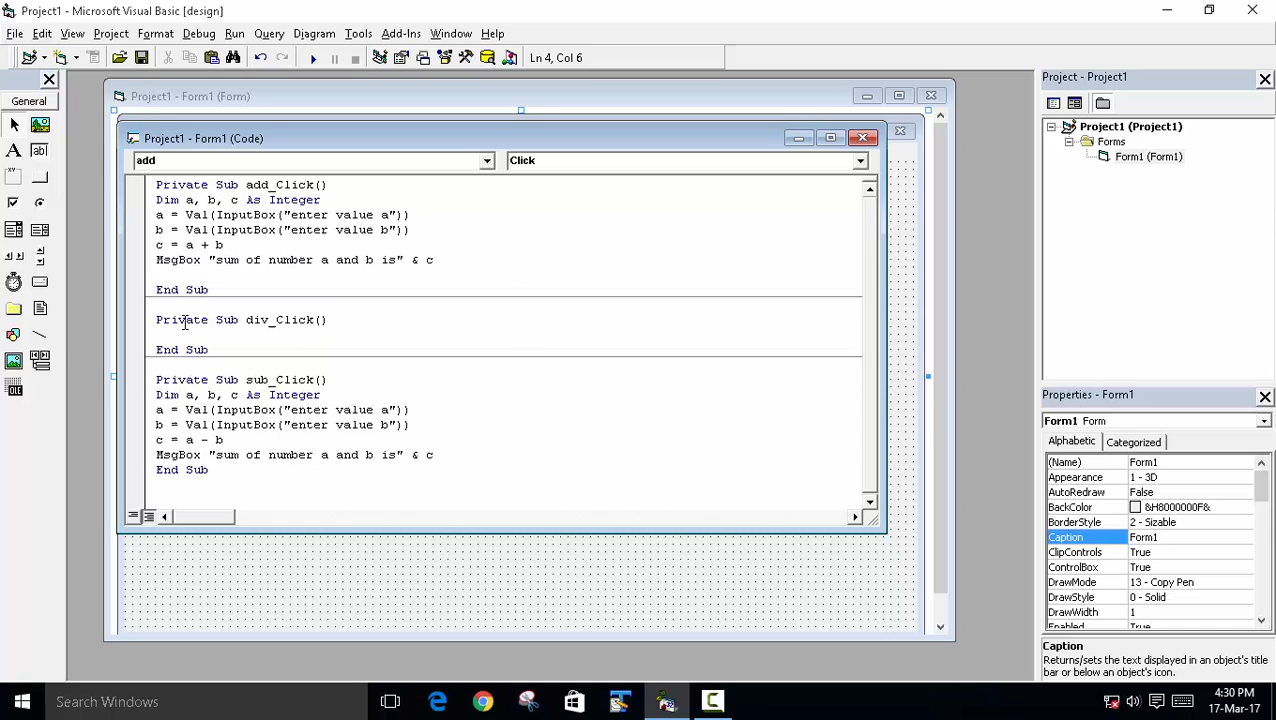 Project1 - Microsoft Visual Basic [design]
File Edit View Project Format Debug Run Query Diagram Tools Add-Ins Window Help
Ln 4, Col 6
General
Project1 - Form1 (Form)
Project1 - Form1 (Code)
add Click
Private Sub add_Click()
Dim a, b, c As Integer
a = Val(InputBox("enter value a"))
b = Val(InputBox("enter value b"))
c = a + b
MsgBox "sum of number a and b is" & c
End Sub
Private Sub div_Click()
End Sub
Private Sub sub_Click()
Dim a, b, c As Integer
a = Val(InputBox("enter value a"))
b = Val(InputBox("enter value b"))
c = a - b
MsgBox "sum of number a and b is" & c
End Sub
Project - Project1
Project1 (Project1)
Forms
Form1 (Form1)
Properties - Form1
Form1 Form
Alphabetic Categorized
(Name) Form1
Appearance 1 - 3D
AutoRedraw False
BackColor &H8000000F&
BorderStyle 2 - Sizable
Caption Form1
ClipControls True
ControlBox True
DrawMode 13 - Copy Pen
DrawStyle 0 - Solid
DrawWidth 1
Enabled True
Caption
Returns/sets the text displayed in an object's title
bar or below an object's icon.
Search Windows
4:30 PM
17-Mar-17